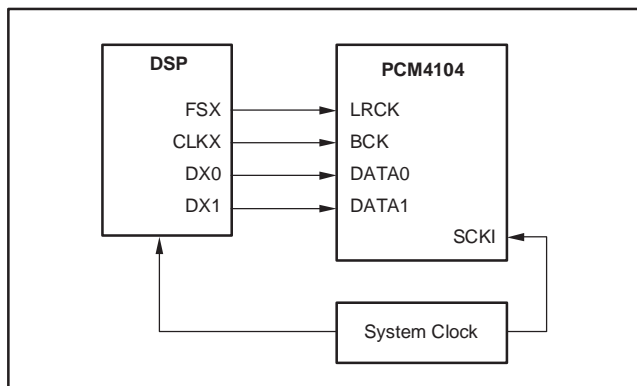 DSP
FSX
CLKX
DX0
DX1
PCM4104
LRCK
BCK
DATA0
DATA1
SCKI
System Clock